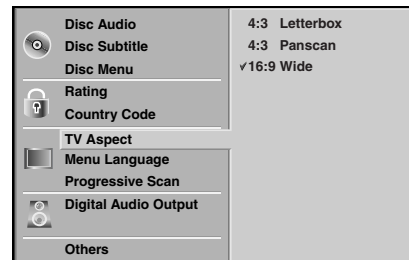 Disc Audio
Disc Subtitle
Disc Menu
Rating
Country Code
TV Aspect
Menu Language
Progressive Scan
Digital Audio Output
Others
4:3 Letterbox
4:3 Panscan
✓16:9 Wide